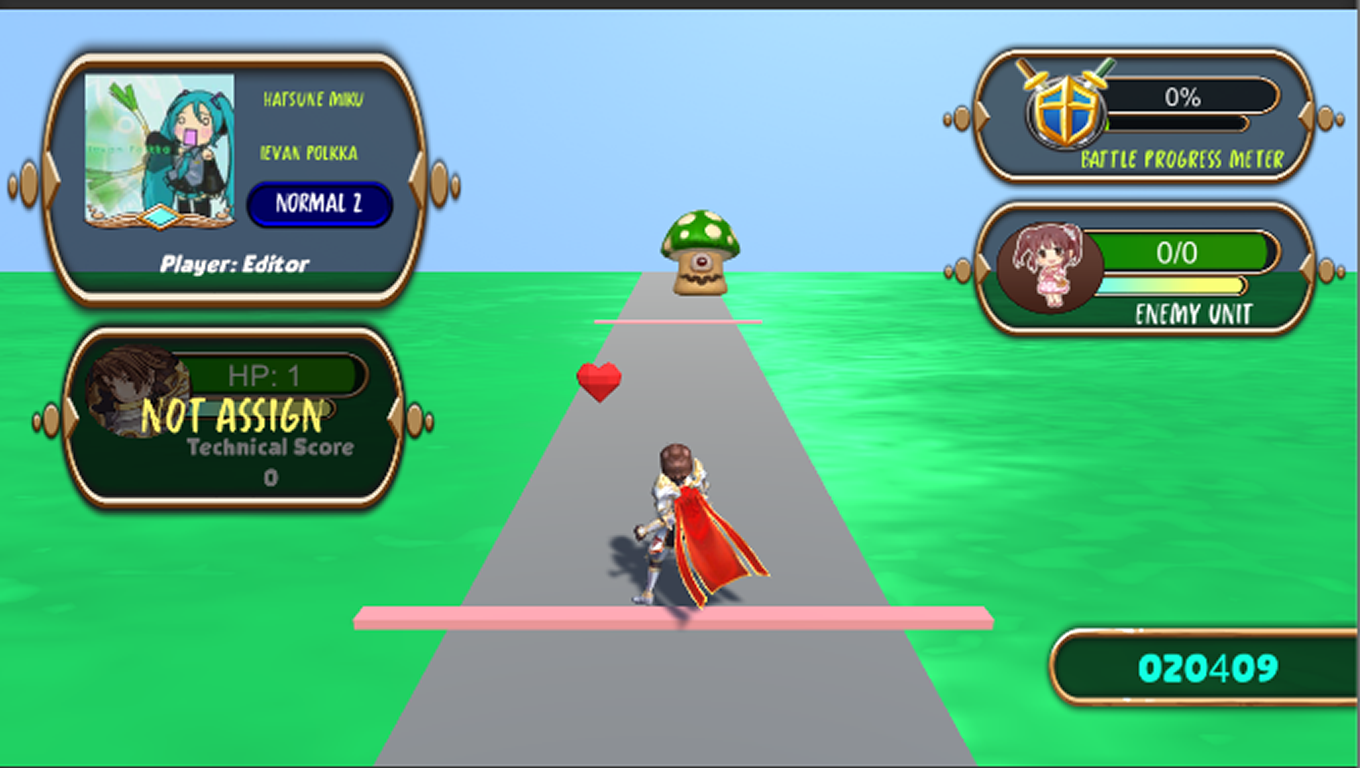 HATSUNE MIKU
IEVAN POLKKA
NORMAL 2
Player: Editor
HP: 1
NOT ASSIGN
Technical Score
0
0%
BATTLE PROGRESS METER
0/0
ENEMY UNIT
020409